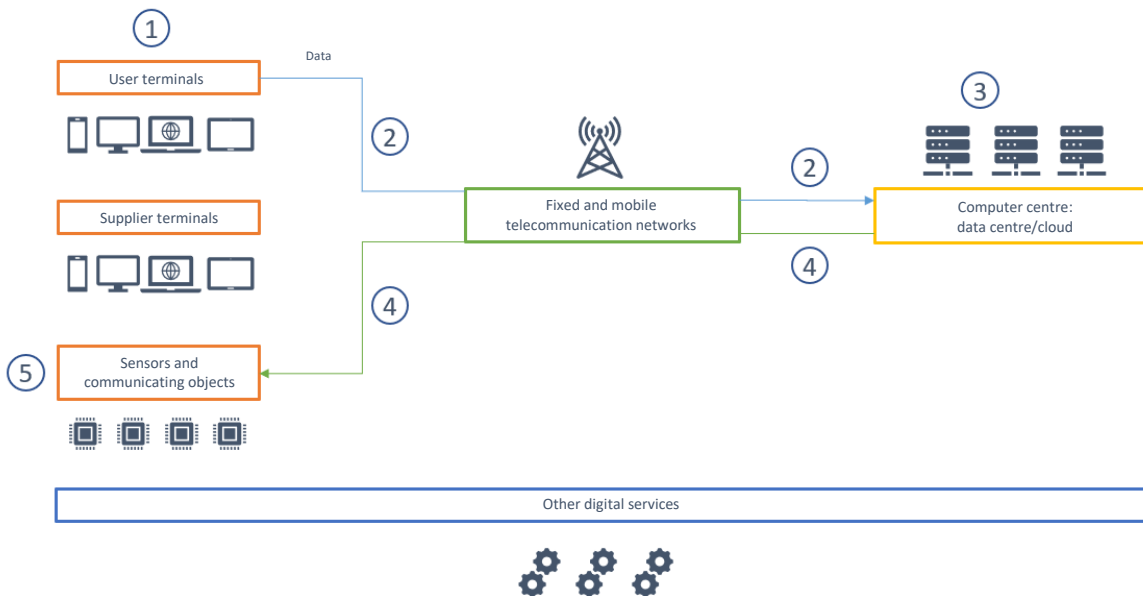 1
Data
User terminals
3
2
2
Fixed and mobile
telecommunication networks
Computer centre:
data centre/cloud
Supplier terminals
4
4
5
Sensors and
communicating objects
Other digital services